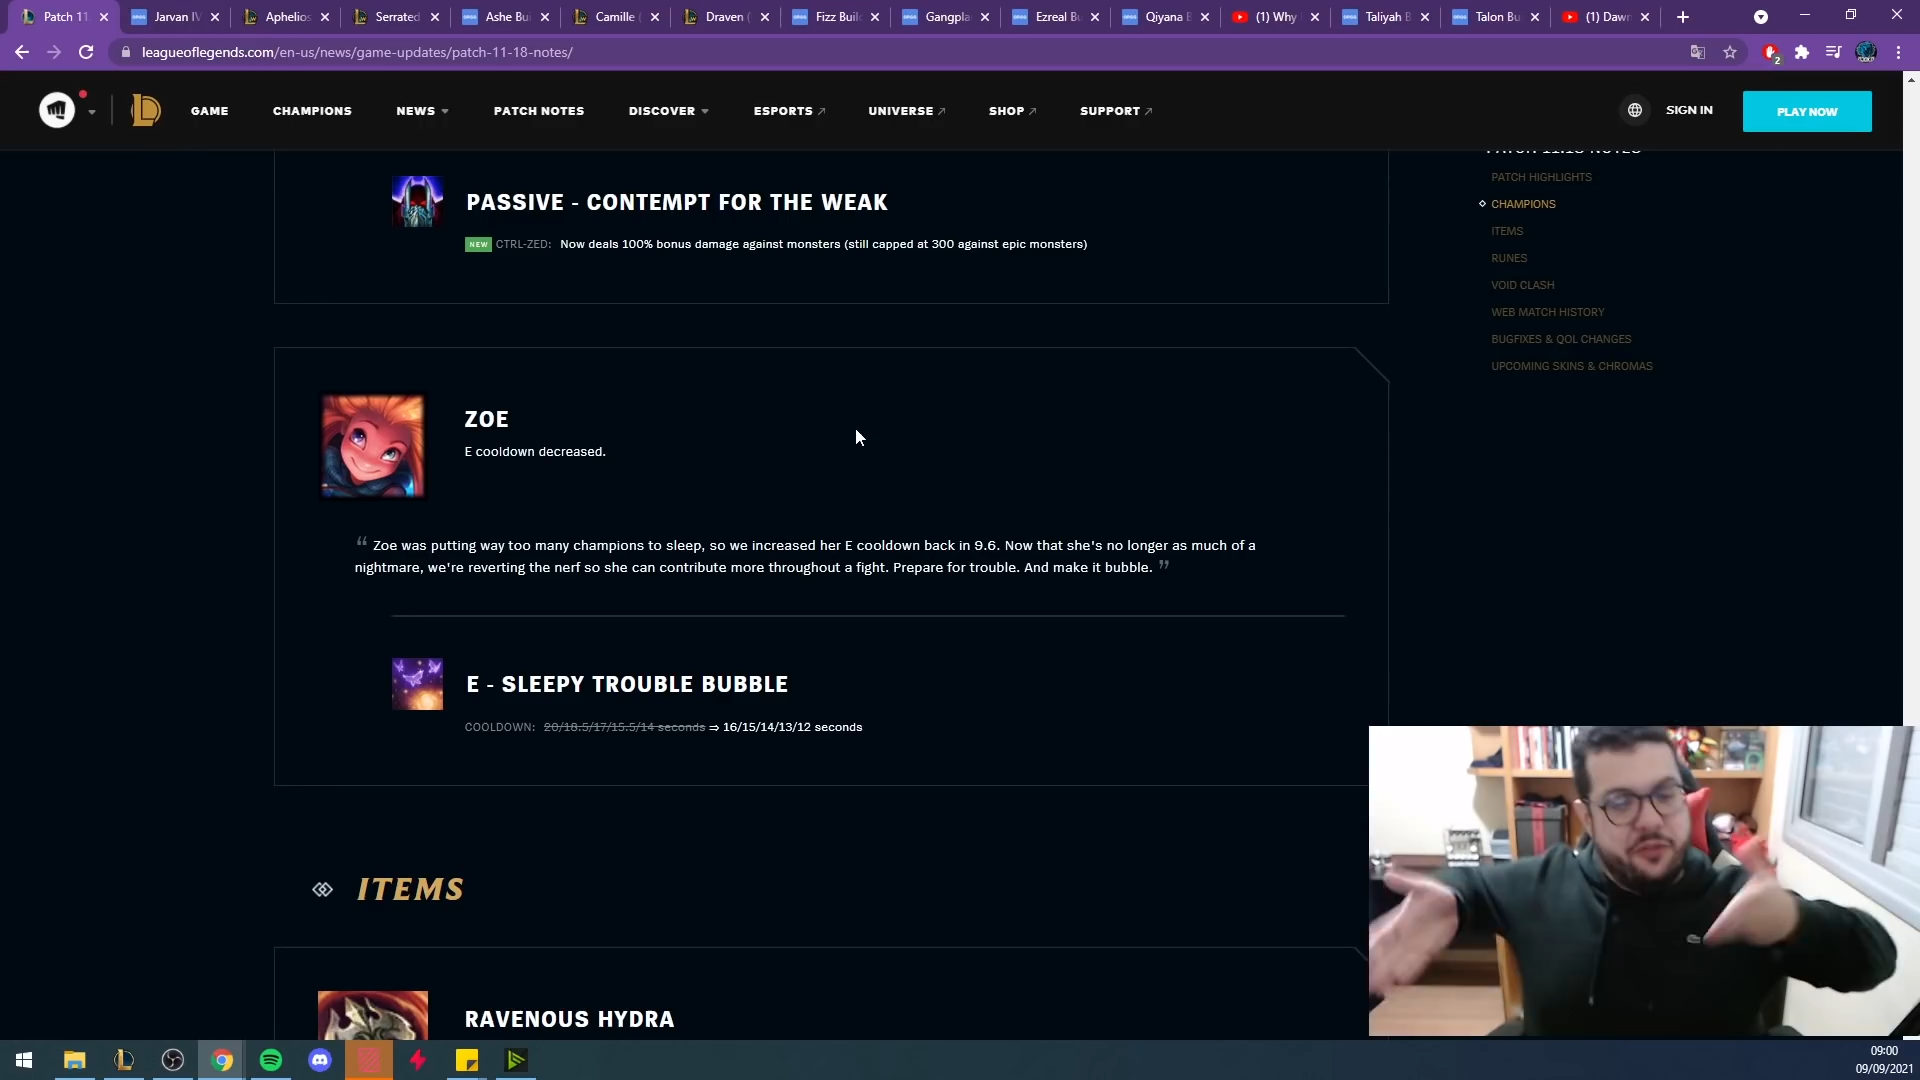 Patch 11.
Jarvan IV
Aphelios
Serrated
Ashe Bui
Camille (
Draven (
Fizz Buil
Gangpla
Ezreal Bu
Qiyana B
(1) Why
Taliyah B
Talon Bu
(1) Dawn
leagueoflegends.com/en-us/news/game-updates/patch-11-18-notes/
2
GAME
CHAMPIONS
NEWS
PATCH NOTES
DISCOVER
ESPORTS
UNIVERSE
SHOP
SUPPORT
SIGN IN
PLAY NOW
PATCH 11.18 NOTES
PATCH HIGHLIGHTS
CHAMPIONS
ITEMS
RUNES
VOID CLASH
WEB MATCH HISTORY
BUGFIXES & QOL CHANGES
UPCOMING SKINS & CHROMAS
PASSIVE - CONTEMPT FOR THE WEAK
NEW CTRL-ZED: Now deals 100% bonus damage against monsters (still capped at 300 against epic monsters)
ZOE
E cooldown decreased.
“ Zoe was putting way too many champions to sleep, so we increased her E cooldown back in 9.6. Now that she's no longer as much of a
nightmare, we're reverting the nerf so she can contribute more throughout a fight. Prepare for trouble. And make it bubble. ”
E - SLEEPY TROUBLE BUBBLE
COOLDOWN: 20/18.5/17/15.5/14 seconds ⇒ 16/15/14/13/12 seconds
ITEMS
RAVENOUS HYDRA
09:00
09/09/2021